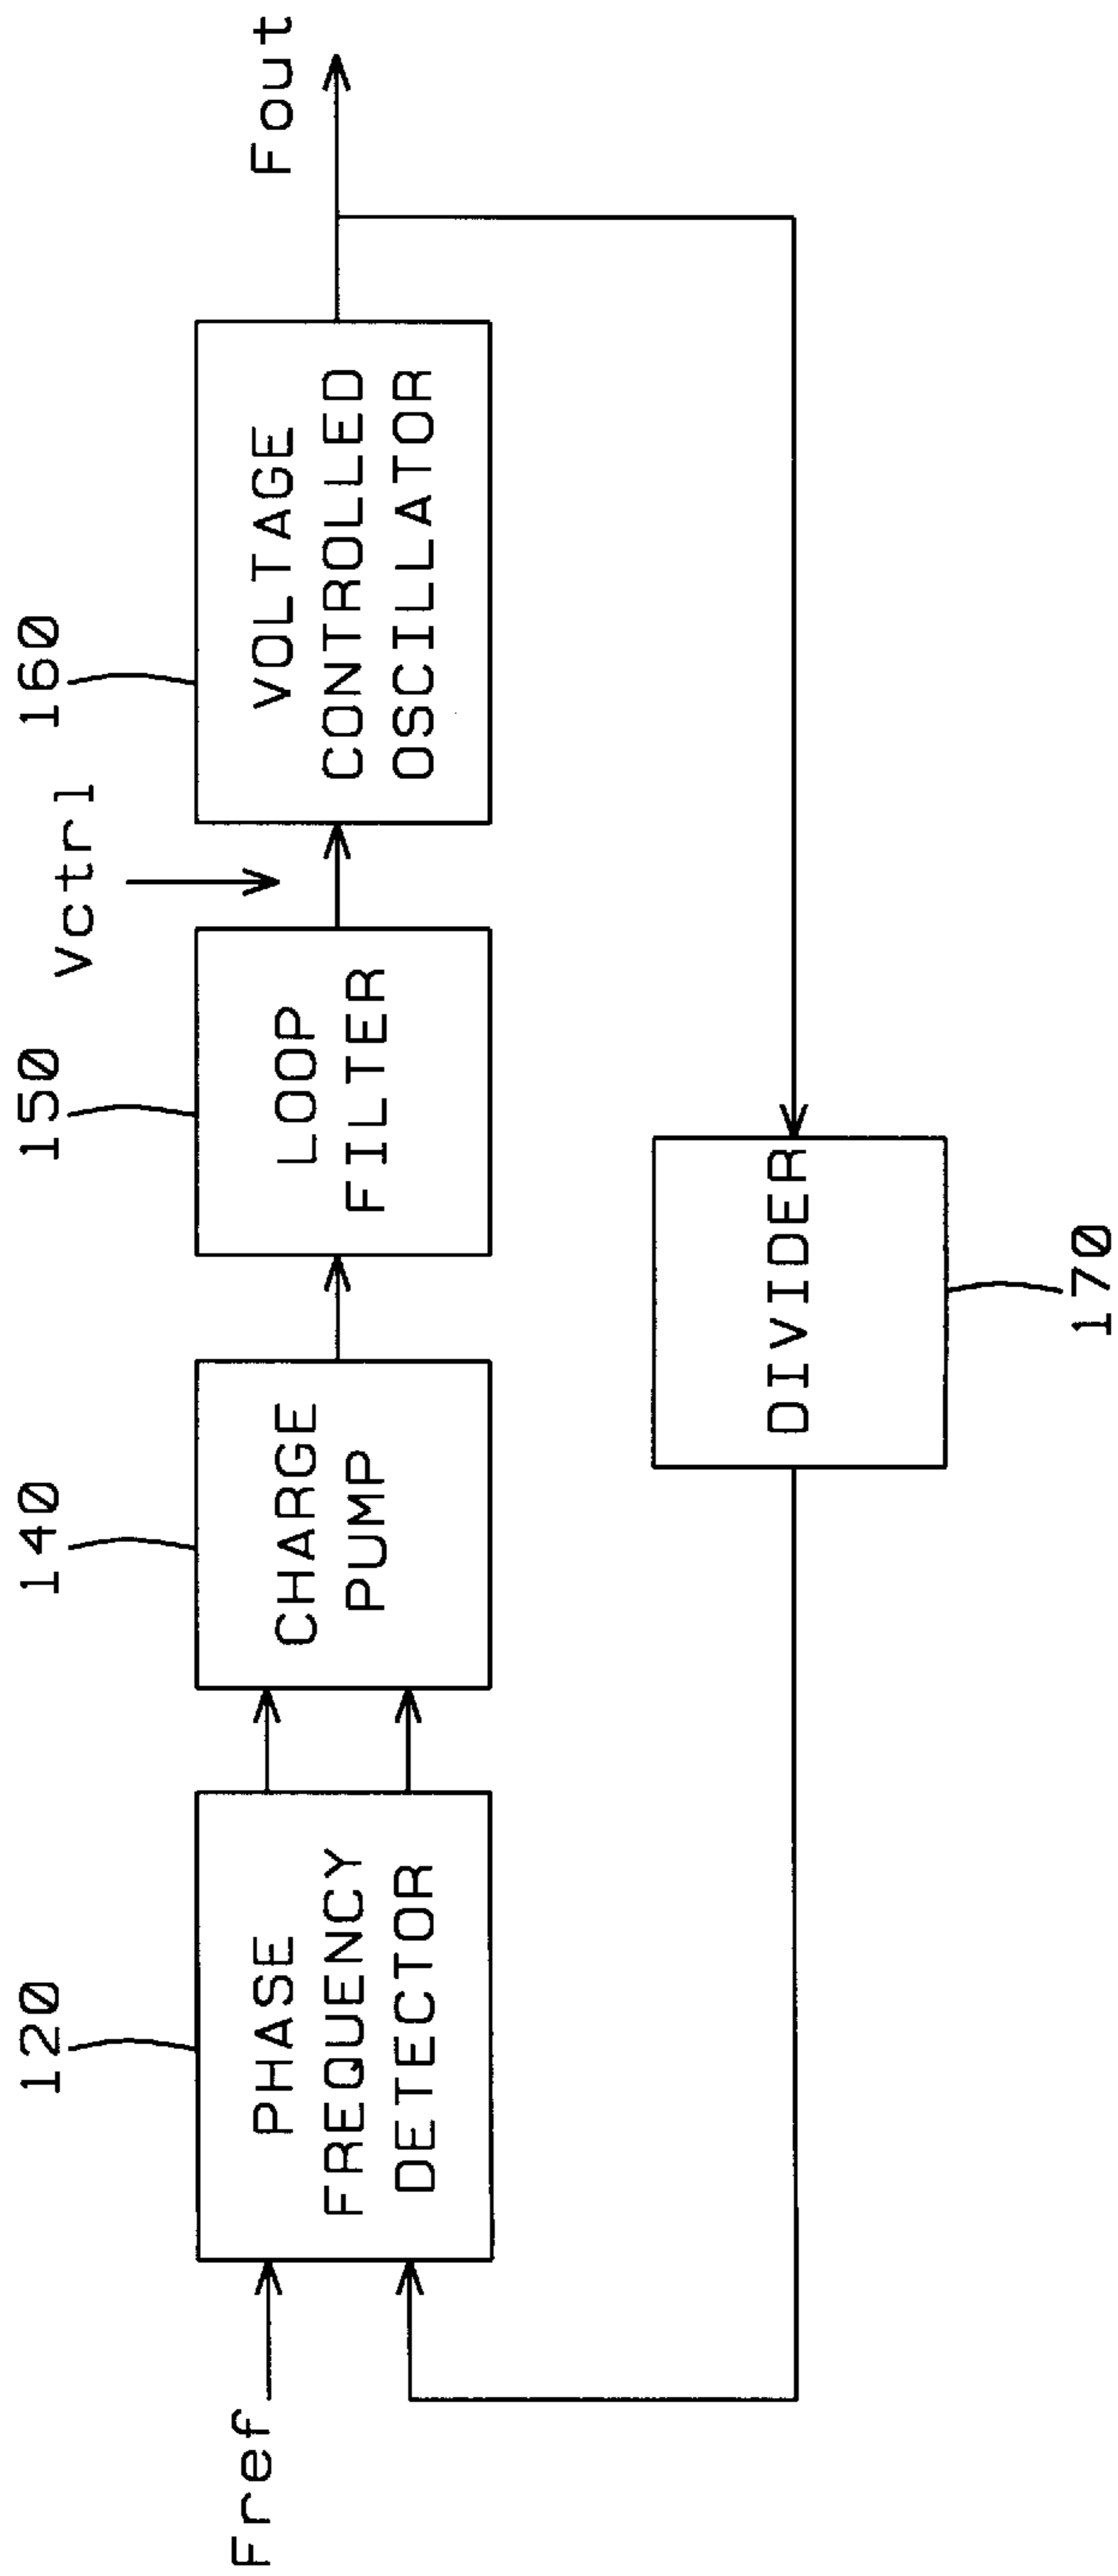 120
140
150
Vctrl
160
Fref
PHASE
FREQUENCY
DETECTOR
CHARGE
PUMP
LOOP
FILTER
VOLTAGE
CONTROLLED
OSCILLATOR
Fout
DIVIDER
170